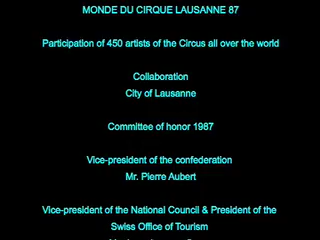 MONDE DU CIRQUE LAUSANNE 87
Participation of 450 artists of the Circus all over the world
Collaboration
City of Lausanne
Committee of honor 1987
Vice-president of the confederation
Mr. Pierre Aubert
Vice-president of the National Council & President of the
Swiss Office of Tourism